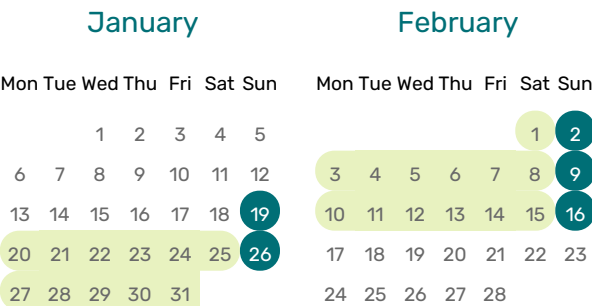 January
Mon Tue Wed Thu Fri Sat Sun
1 2 3 4 5
6 7 8 9 10 11 12
13 14 15 16 17 18 19
20 21 22 23 24 25 26
27 28 29 30 31
February
Mon Tue Wed Thu Fri Sat Sun
1 2
3 4 5 6 7 8 9
10 11 12 13 14 15 16
17 18 19 20 21 22 23
24 25 26 27 28